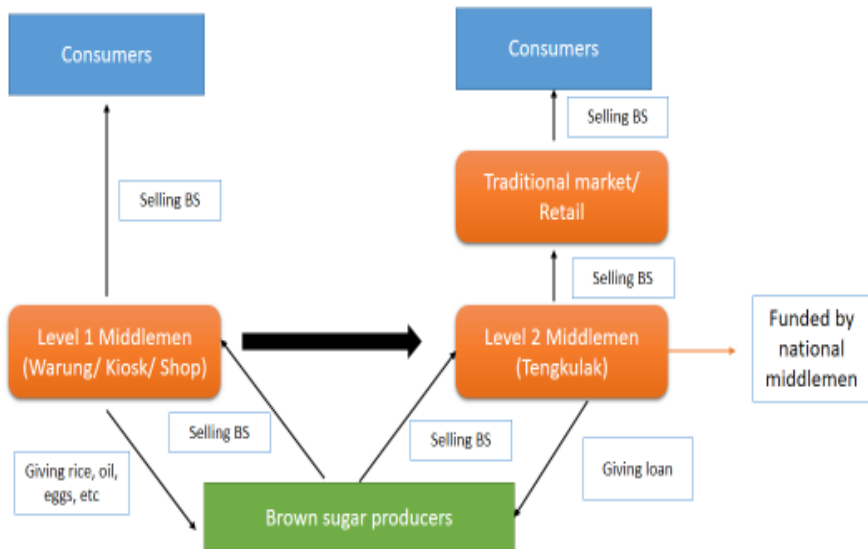 Consumers
Consumers
Selling BS
Traditional market/
Retail
Selling BS
Selling BS
Level 1 Middlemen
(Warung/ Kiosk/ Shop)
Level 2 Middlemen
(Tengkulak)
Funded by
national
middlemen
Selling BS
Selling BS
Giving rice, oil,
eggs, etc
Giving loan
Brown sugar producers